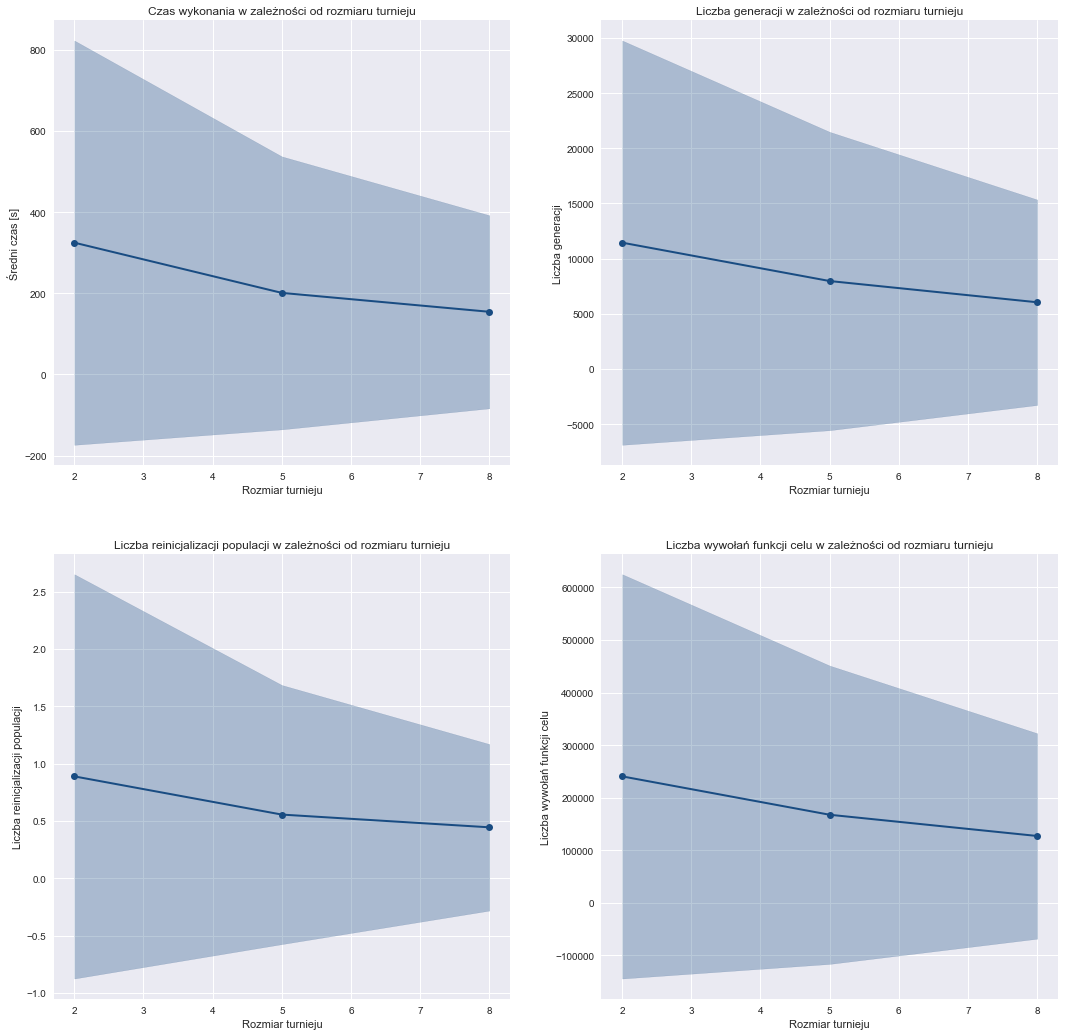 Czas wykonania w zależności od rozmiaru turnieju
800
600
400
200
0
−200
Średni czas [s]
2 3 4 5 6 7 8
Rozmiar turnieju
Liczba generacji w zależności od rozmiaru turnieju
30000
25000
20000
15000
10000
5000
0
−5000
Liczba generacji
2 3 4 5 6 7 8
Rozmiar turnieju
Liczba reinicjalizacji populacji w zależności od rozmiaru turnieju
2.5
2.0
1.5
1.0
0.5
0.0
−0.5
−1.0
Liczba reinicjalizacji populacji
2 3 4 5 6 7 8
Rozmiar turnieju
Liczba wywołań funkcji celu w zależności od rozmiaru turnieju
600000
500000
400000
300000
200000
100000
0
−100000
Liczba wywołań funkcji celu
2 3 4 5 6 7 8
Rozmiar turnieju